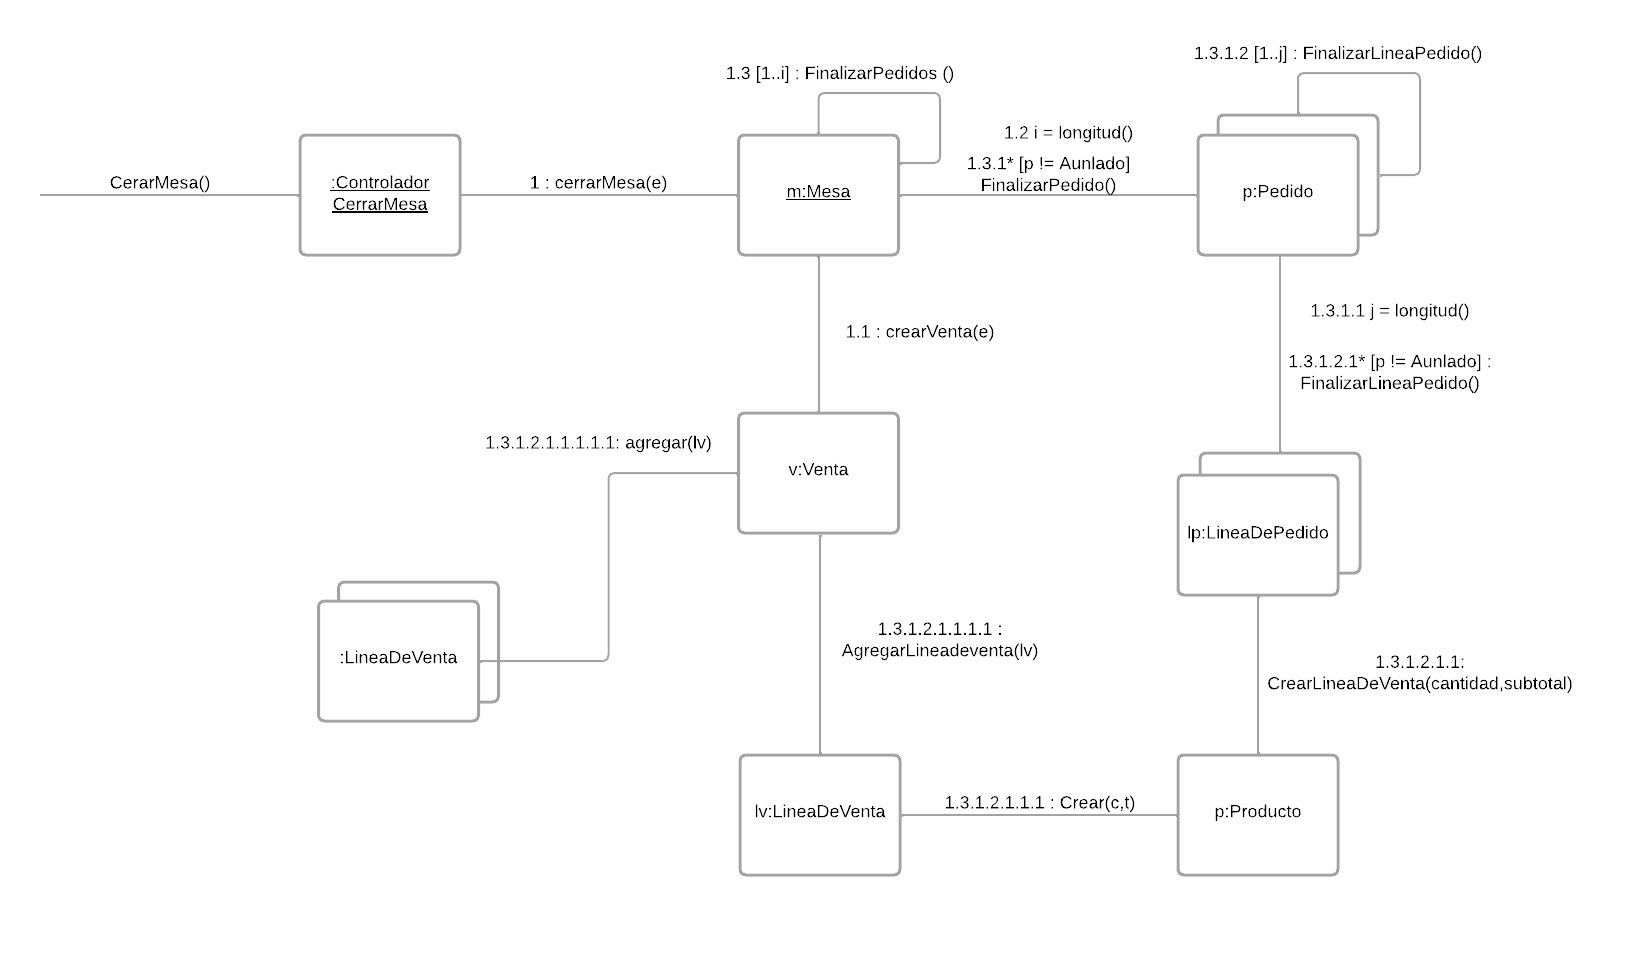 1.3.1.2 [1..j] : FinalizarLineaPedido()
1.3 [1..i] : FinalizarPedidos ()
1.2 i = longitud()
1.3.1* [p != Aunlado]
FinalizarPedido()
CerarMesa()
:Controlador
CerrarMesa
1 : cerrarMesa(e)
m:Mesa
p:Pedido
1.3.1.1 j = longitud()
1.1 : crearVenta(e)
1.3.1.2.1* [p != Aunlado] :
FinalizarLineaPedido()
1.3.1.2.1.1.1.1.1: agregar(lv)
v:Venta
lp:LineaDePedido
1.3.1.2.1.1.1.1 :
AgregarLineadeventa(lv)
:LineaDeVenta
1.3.1.2.1.1:
CrearLineaDeVenta(cantidad,subtotal)
1.3.1.2.1.1.1 : Crear(c,t)
lv:LineaDeVenta
p:Producto